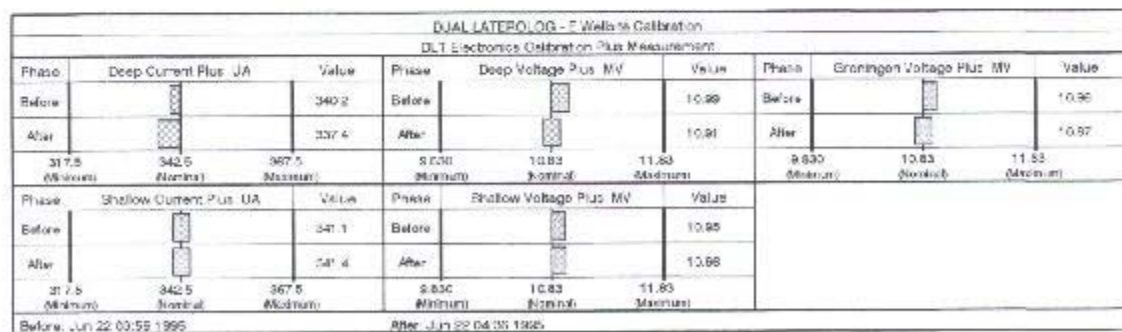 DUAL LATEROLOG - E Wellsite Calibration
DLT Electronics Calibration Plus Measurement
Phase Deep Current Plus UA Value Phase Deep Voltage Plus MV Value Phase Groningen Voltage Plus MV Value
Before 340.2 Before 10.99 Before 10.96
After 337.4 After 10.91 After 10.87
317.5 342.5 367.5 9.830 10.83 11.83 9.830 10.83 11.83
(Minimum) (Nominal) (Maximum) (Minimum) (Nominal) (Maximum) (Minimum) (Nominal) (Maximum)
Phase Shallow Current Plus UA Value Phase Shallow Voltage Plus MV Value
Before 341.1 Before 10.95
After 341.4 After
317.5 342.5 367.5 9.830 10.83 11.83
(Minimum) (Nominal) (Maximum) (Minimum) (Nominal) (Maximum)
Before: Jun 22 03:59 1995 After: Jun 22 1995